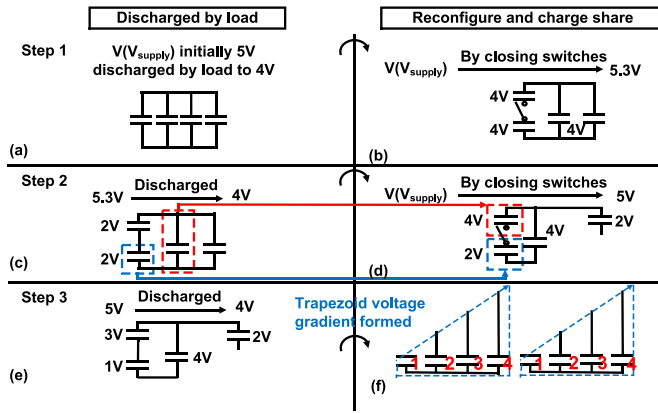 Discharged by load
Reconfigure and charge share
Step 1
V(Vsupply) initially 5V
discharged by load to 4V
(a)
V(Vsupply)
By closing switches
5.3V
4V
4V
4V
(b)
Step 2
5.3V
Discharged
4V
2V
2V
(c)
V(Vsupply)
By closing switches
5V
4V
2V
4V
2V
(d)
Step 3
5V
Discharged
4V
3V
1V
4V
2V
(e)
Trapezoid voltage
gradient formed
1 2 3 4
1 2 3 4
(f)